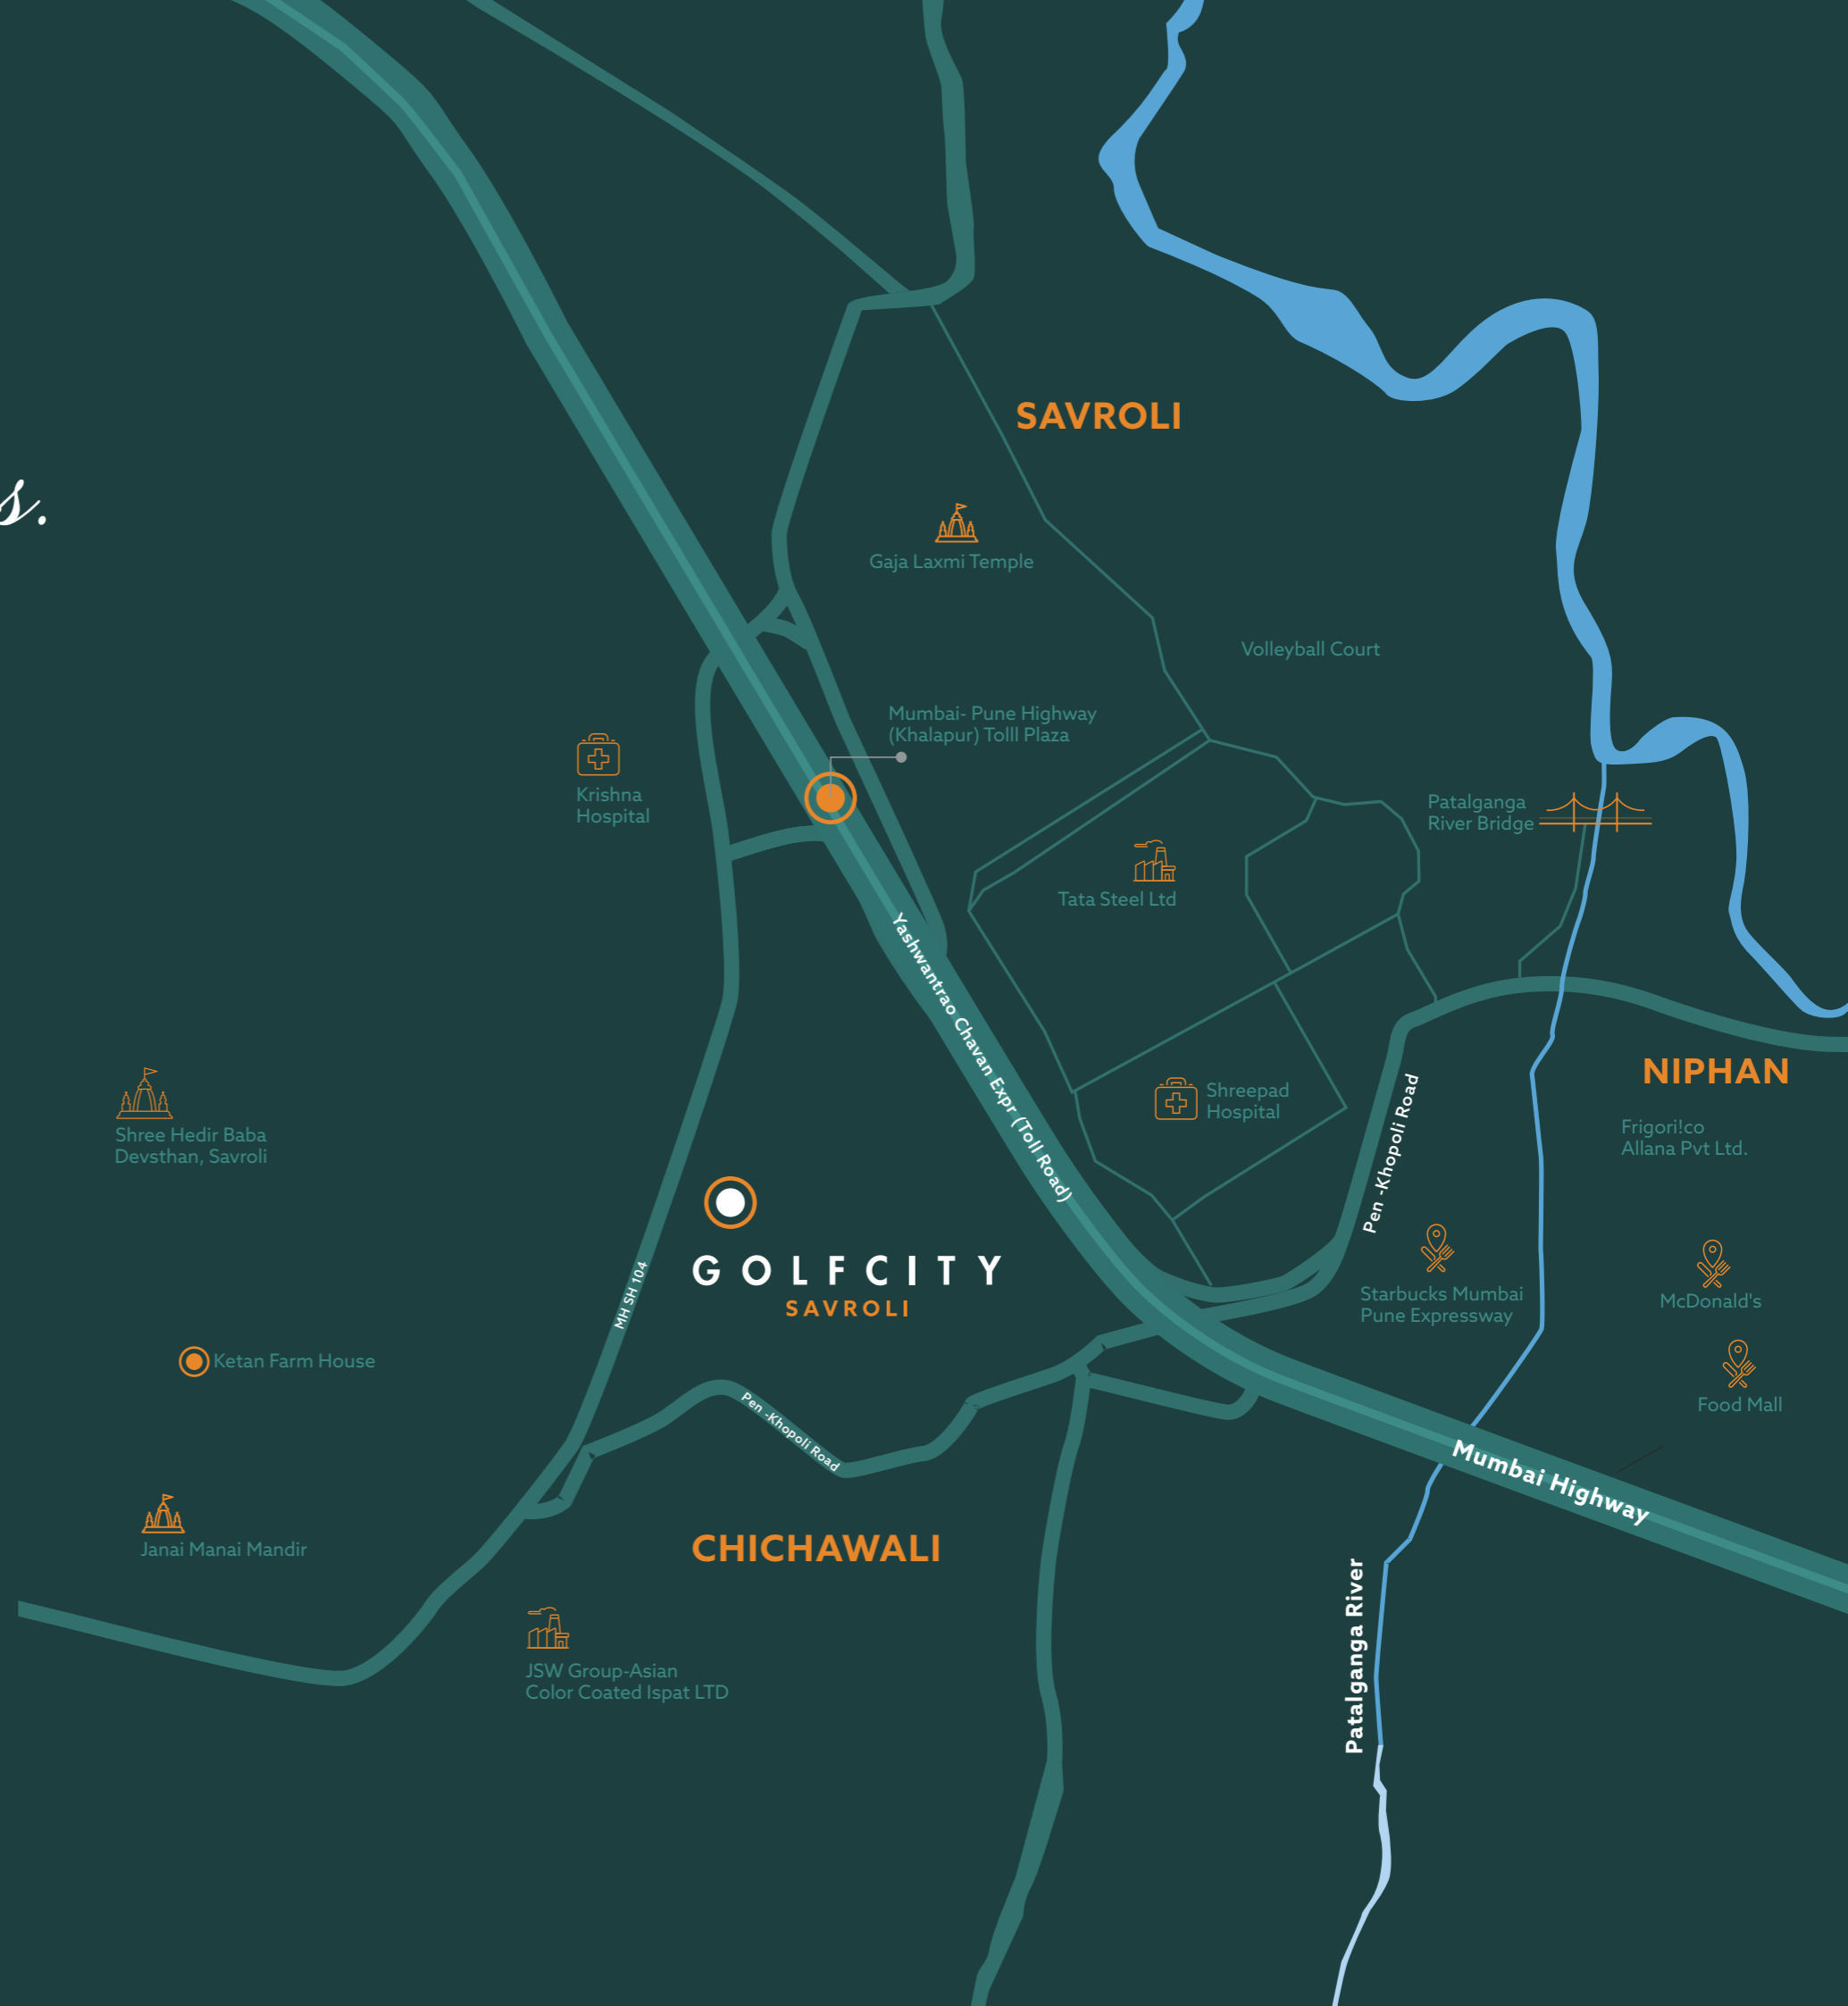 s.
SAVROLI
Gaja Laxmi Temple
Volleyball Court
Mumbai- Pune Highway
(Khalapur) Tolll Plaza
Krishna
Hospital
Patalganga
River Bridge
Tata Steel Ltd
Yashwantrao Chavan Expr (Toll Road)
Shreepad
Hospital
Pen -Khopoli Road
NIPHAN
Frigori!co
Allana Pvt Ltd.
Shree Hedir Baba
Devsthan, Savroli
GOLFCITY
SAVROLI
MH SH 104
Starbucks Mumbai
Pune Expressway
McDonald's
Ketan Farm House
Food Mall
Pen -Khopoli Road
Mumbai Highway
Janai Manai Mandir
CHICHAWALI
Patalganga River
JSW Group-Asian
Color Coated Ispat LTD